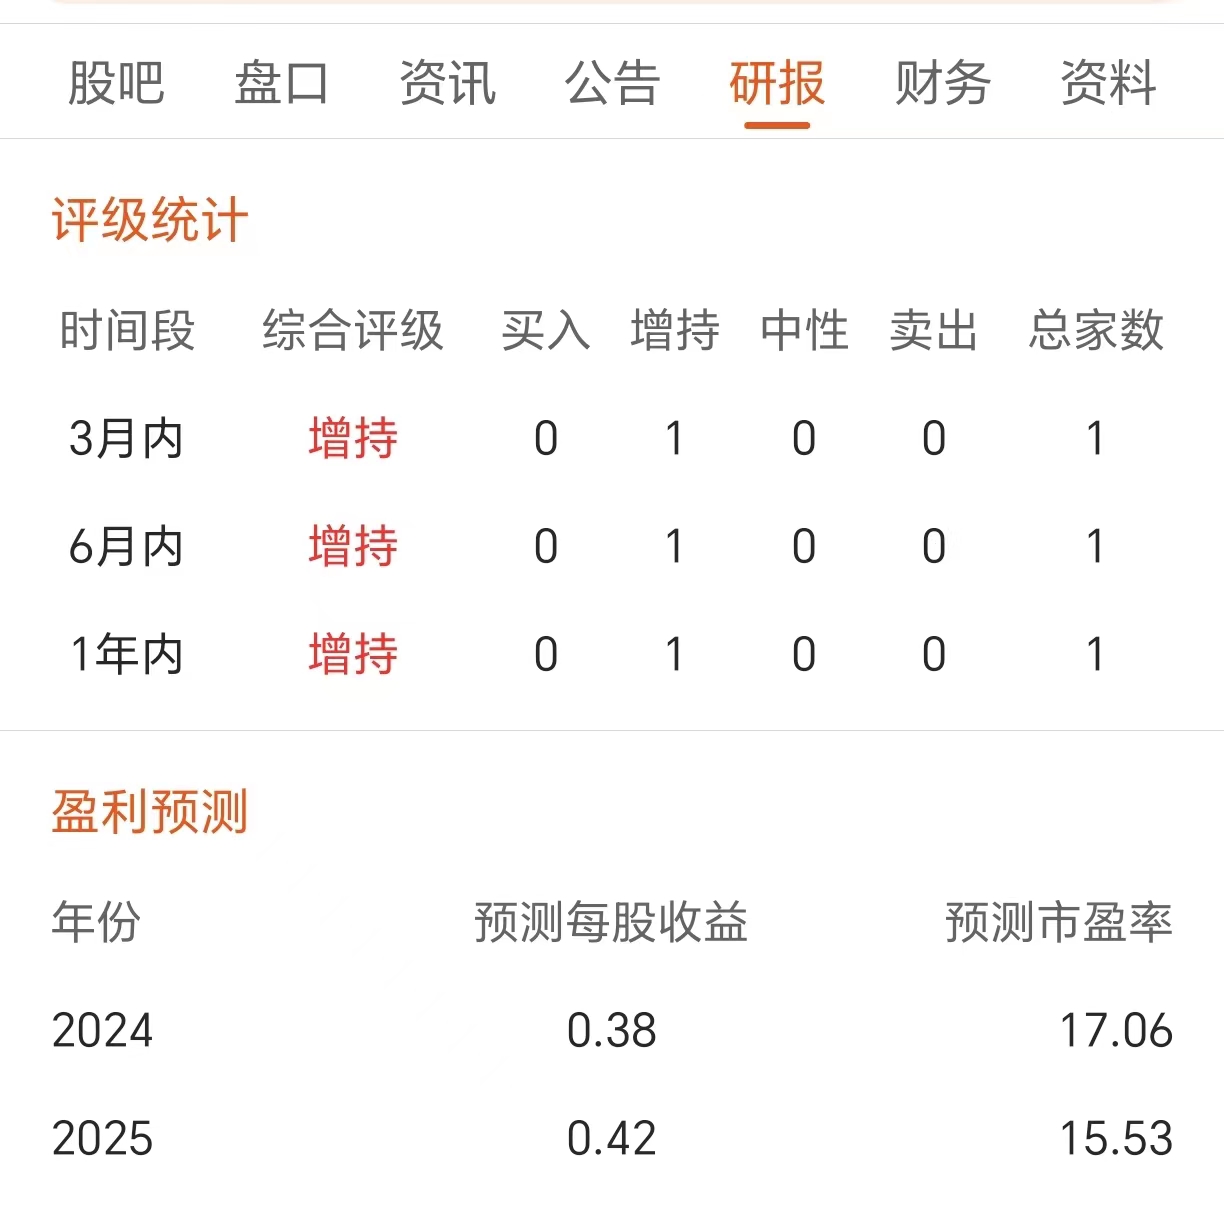 股吧 盘口 资讯 公告 研报 财务 资料
评级统计
时间段 综合评级 买入 增持 中性 卖出 总家数
3月内 增持 0 1 0 0 1
6月内 增持 0 1 0 0 1
1年内 增持 0 1 0 0 1
盈利预测
年份 预测每股收益 预测市盈率
2024 0.38 17.06
2025 0.42 15.53